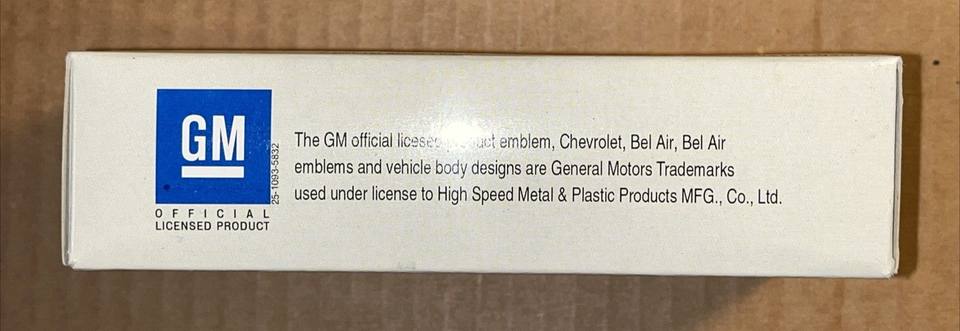 GM
OFFICIAL
LICENSED PRODUCT
25-1093-5832
The GM official emblem, Chevrolet, Bel Air, Bel Air
emblems and vehicle body designs are General Motors Trademarks
used under license to High Speed Metal & Plastic Products MFG., Co., Ltd.